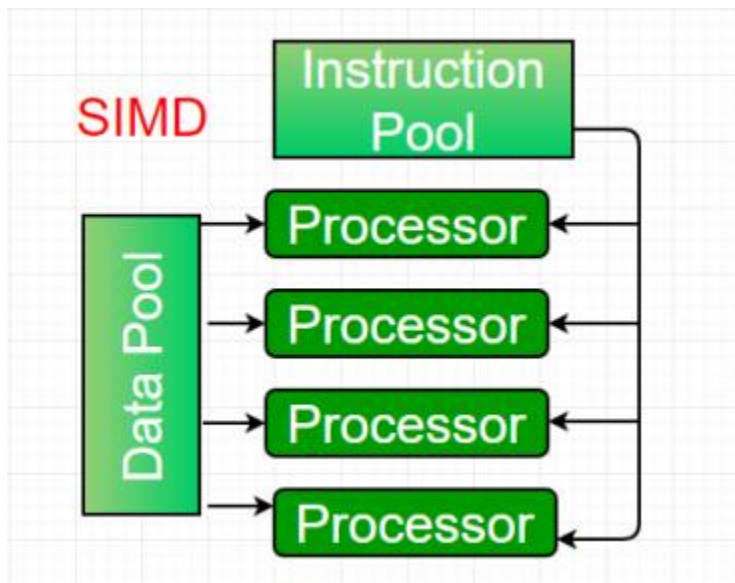 SIMD
Instruction
Pool
Data Pool
Processor
Processor
Processor
Processor